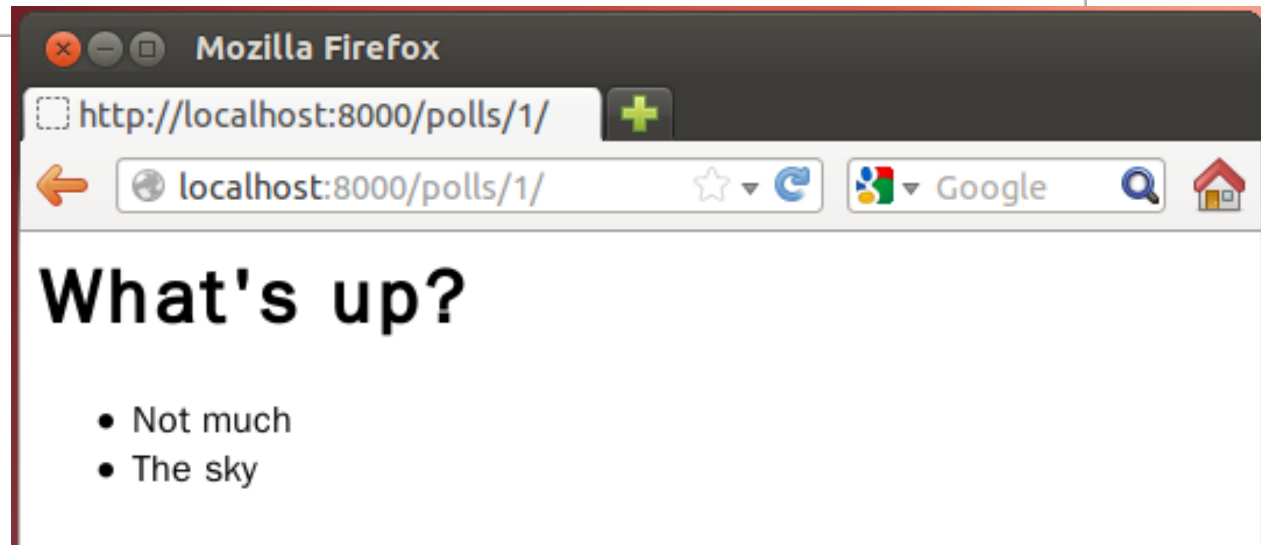 Mozilla Firefox
http://localhost:8000/polls/1/
localhost:8000/polls/1/
Google
What's up?
Not much
The sky